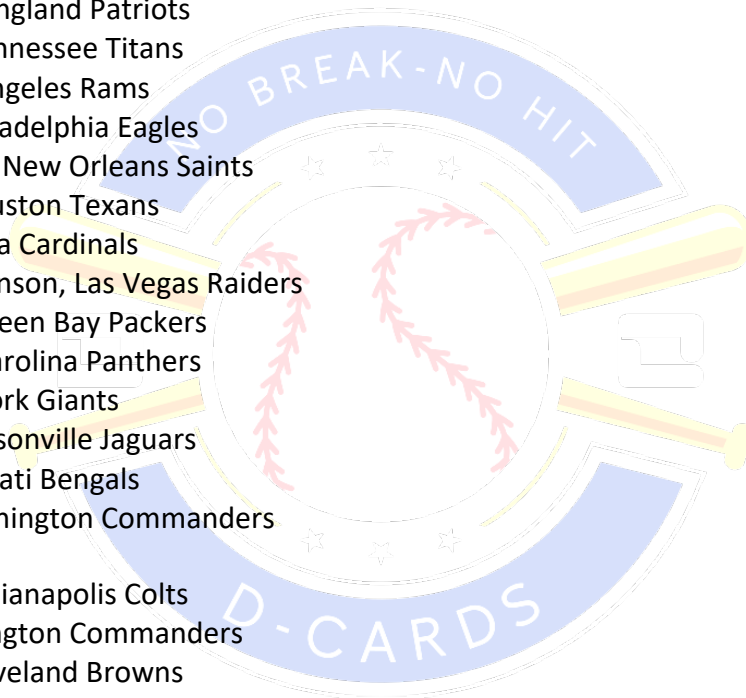 ngland Patriots
nnessee Titans
ngeles Rams
adelphia Eagles
New Orleans Saints
uston Texans
a Cardinals
nson, Las Vegas Raiders
een Bay Packers
arolina Panthers
ork Giants
sonville Jaguars
ati Bengals
hington Commanders
ianapolis Colts
ngton Commanders
veland Browns
NO BREAK-NO HIT
D-CARDS